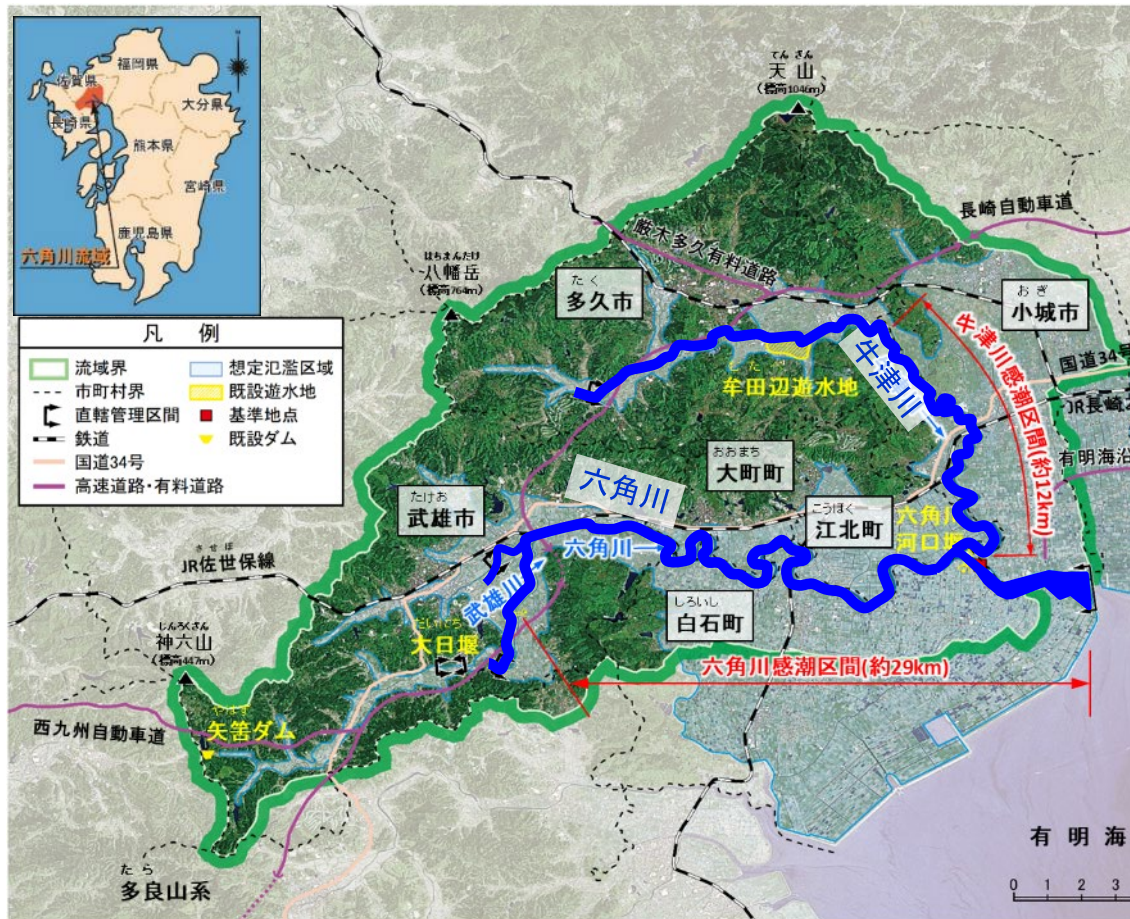 福岡県
佐賀県
大分県
長崎県
熊本県
宮崎県
鹿児島県
六角川流域
凡 例
流域界
想定氾濫区域
市町村界
既設遊水地
直轄管理区間
基準地点
鉄道
既設ダム
国道34号
高速道路・有料道路
てんざん
天山
(標高1046m)
長崎自動車道
厳木多久有料道路
はちまんだけ
八幡岳
(標高764m)
たく
多久市
おぎ
小城市
牛津川感潮区間(約12km)
国道34号
牛津川
牟田辺遊水地
JR長崎
有明海沿
おおまち
大町町
六角川
こうほく
江北町
六角川
河口堰
たけお
武雄市
させぼ
JR佐世保線
六角川
武雄川
しろいし
白石町
じんろくさん
神六山
(標高447m)
大日堰
六角川感潮区間(約29km)
矢筈ダム
西九州自動車道
たら
多良山系
有明海
0 1 2 3